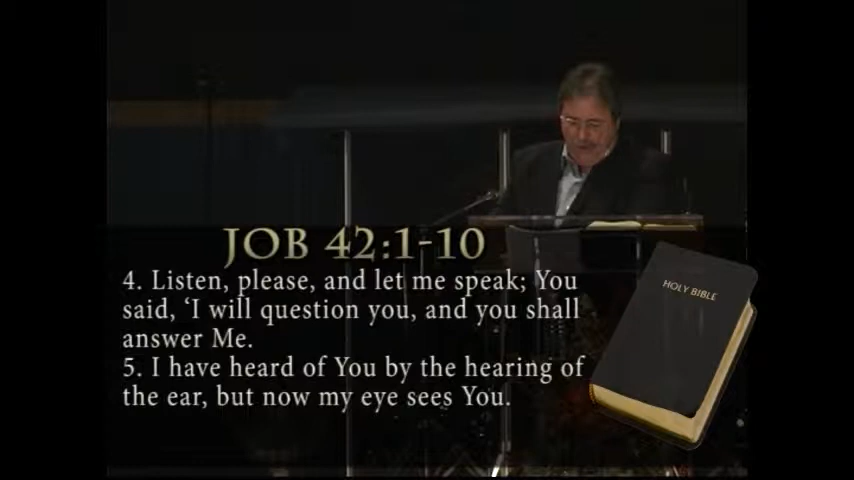 JOB 42:1-10
4. Listen, please, and let me speak; You
said, ‘I will question you, and you shall
answer Me.
5. I have heard of You by the hearing of
the ear, but now my eye sees You.
HOLY BIBLE